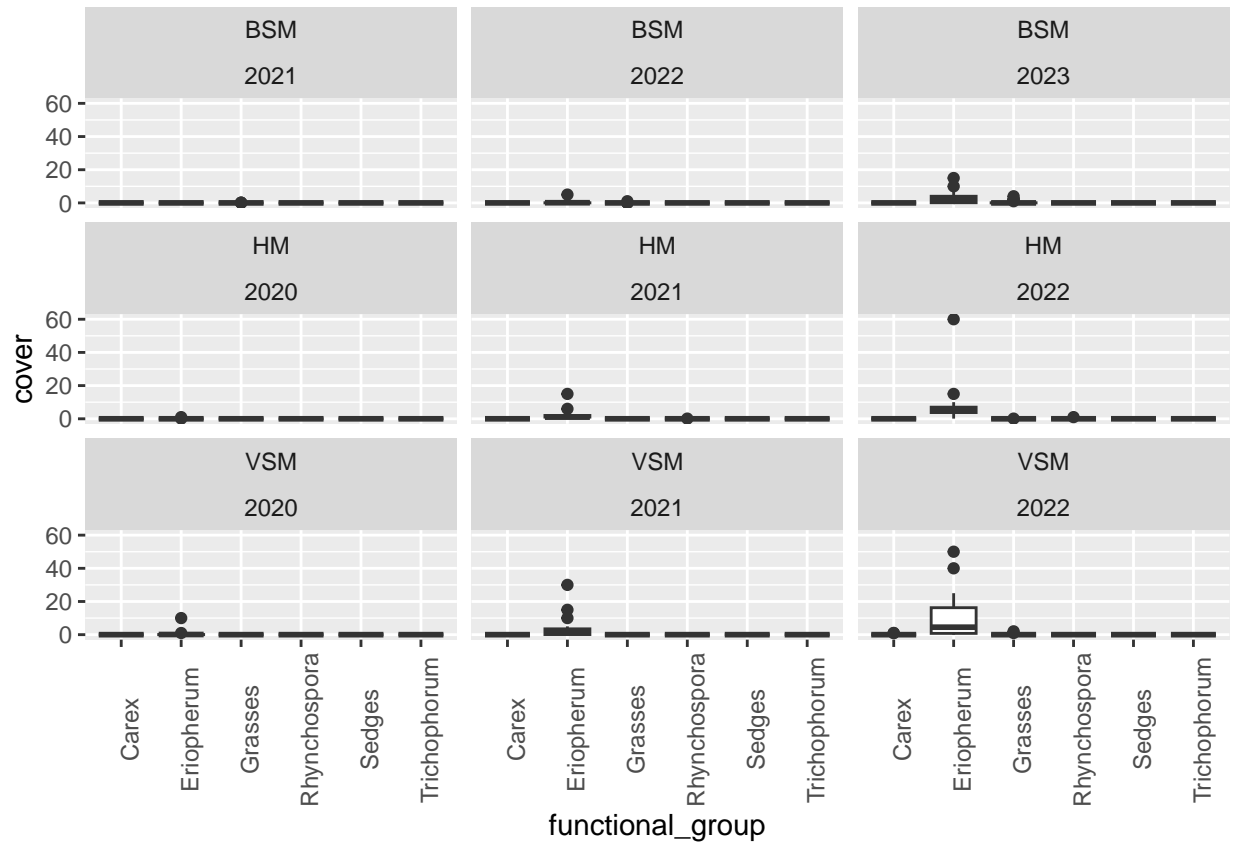 BSM
2021
BSM
2022
BSM
2023
60
40
20
0
HM
2020
HM
2021
HM
2022
60
40
20
0
VSM
2020
VSM
2021
VSM
2022
60
40
20
0
cover
Carex
Eriopherum
Grasses
Rhynchospora
Sedges
Trichophorum
Carex
Eriopherum
Grasses
Rhynchospora
Sedges
Trichophorum
Carex
Eriopherum
Grasses
Rhynchospora
Sedges
Trichophorum
functional_group